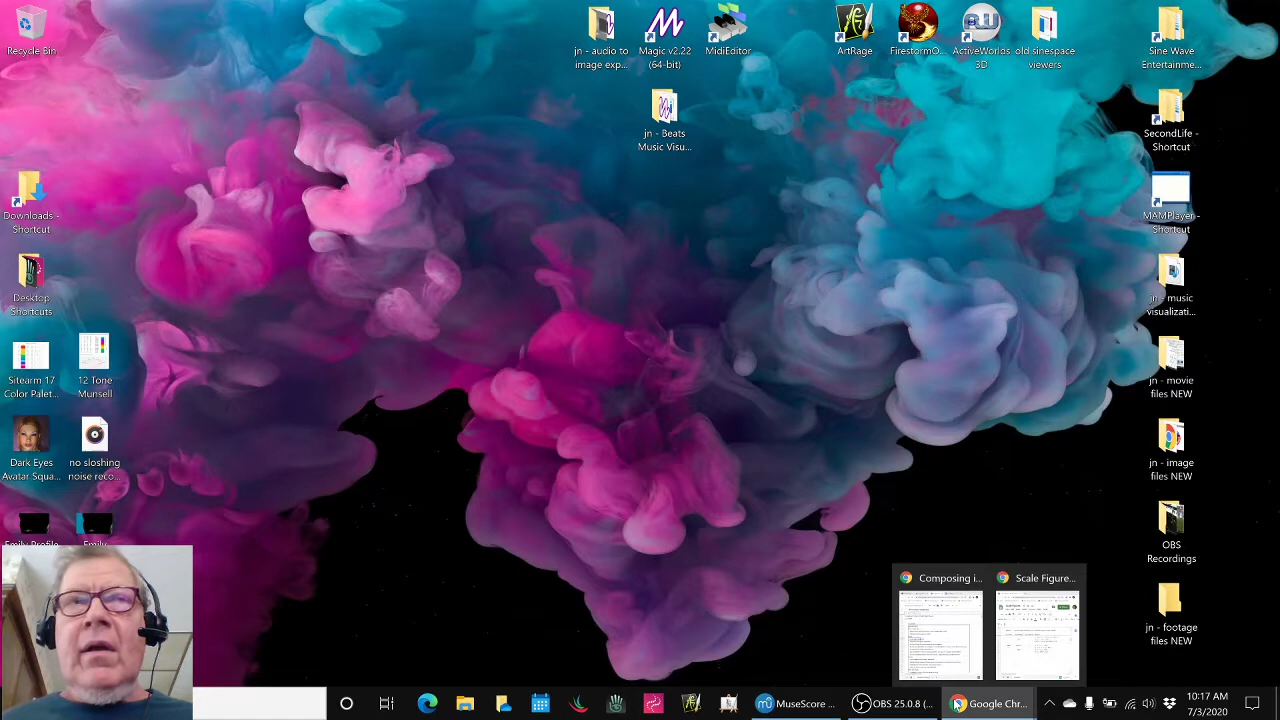 Recycle Bin
jn - audio to
image exp...
Magic v2.22
(64-bit)
MidiEditor
ArtRage
FirestormO...
ActiveWorlds
3D
old sinespace
viewers
Sine Wave
Entertainme...
jn - Beats
Music Visu...
SecondLife -
Shortcut
Downloads -
Shortcut
MAMPlayer -
Shortcut
Desktop
Shortcuts
jn - music
visualizati...
Sitearm 17
Color Palet...
12 Tone
Munsell
jn - movie
files NEW
Dark Eyes
Avatar Squa...
no sloshing
noise reco...
jn - image
files NEW
Emily Profile
Emily
OBS
Recordings
Composing i...
Scale Figure...
jn - footage
files NEW
MuseScore ...
OBS 25.0.8 (...
Google Chr...
10:17 AM
7/3/2020